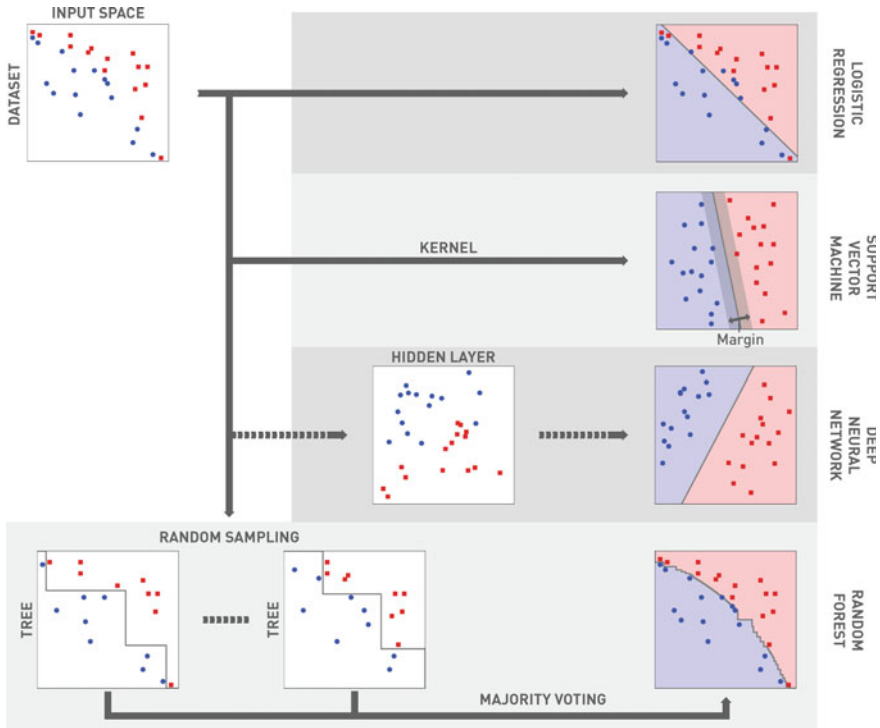 INPUT SPACE
DATASET
LOGISTIC
REGRESSION
KERNEL
SUPPORT
VECTOR
MACHINE
Margin
HIDDEN LAYER
DEEP
NEURAL
NETWORK
RANDOM SAMPLING
TREE
TREE
RANDOM
FOREST
MAJORITY VOTING